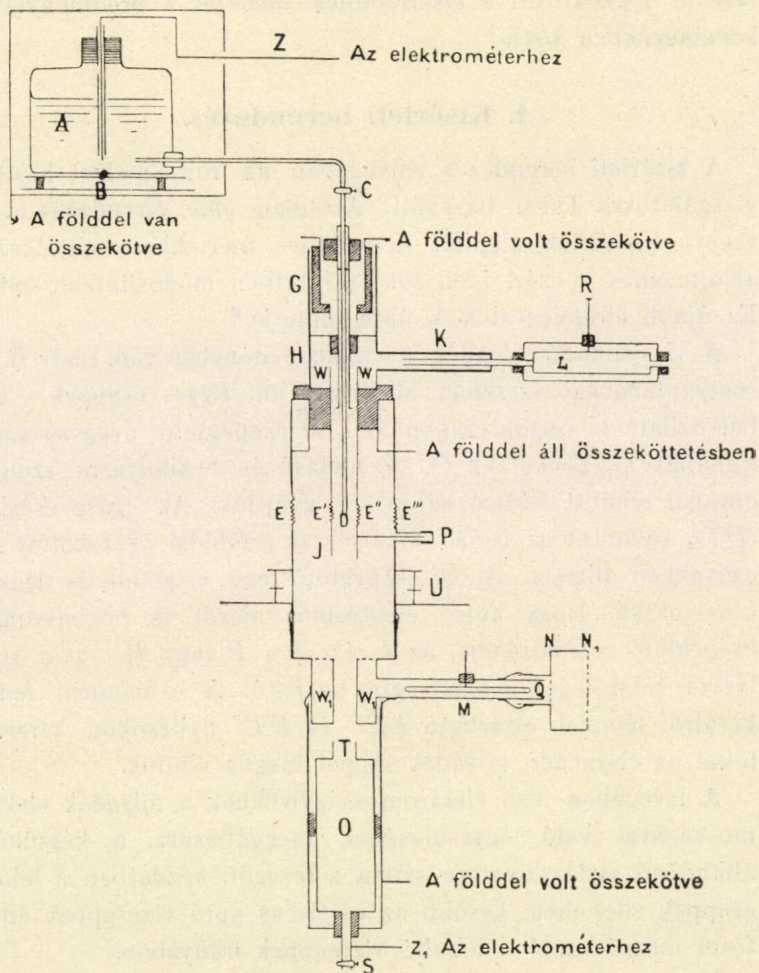 Z Az elektrométerhez
A
B
A földdel van
összekötve
C
A földdel volt összekötve
G
R
K
H
L
W W
A földdel áll összeköttetésben
E E' E" E'''
P
J
U
N N₁
W₁ W₁
Q
M
T
O
A földdel volt összekötve
Z₁ Az elektrométerhez
S